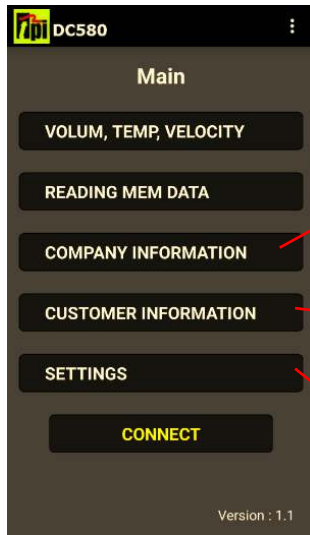 tpi DC580
Main
VOLUM, TEMP, VELOCITY
READING MEM DATA
COMPANY INFORMATION
CUSTOMER INFORMATION
SETTINGS
CONNECT
Version : 1.1